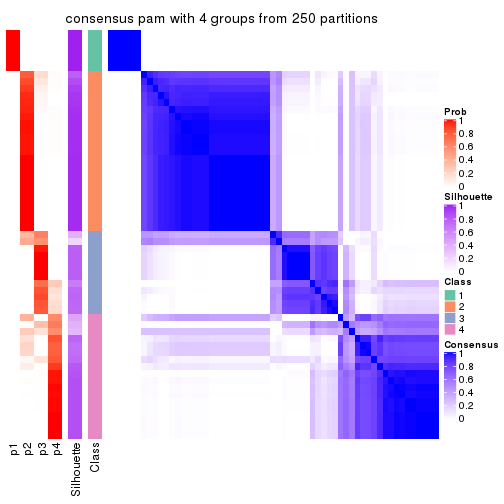 consensus pam with 4 groups from 250 partitions
Prob
1
0.8
0.6
0.4
0.2
0
Silhouette
1
0.8
0.6
0.4
0.2
0
Class
1
2
3
4
Consensus
1
0.8
0.6
0.4
0.2
0
p1
p2
p3
p4
Silhouette
Class